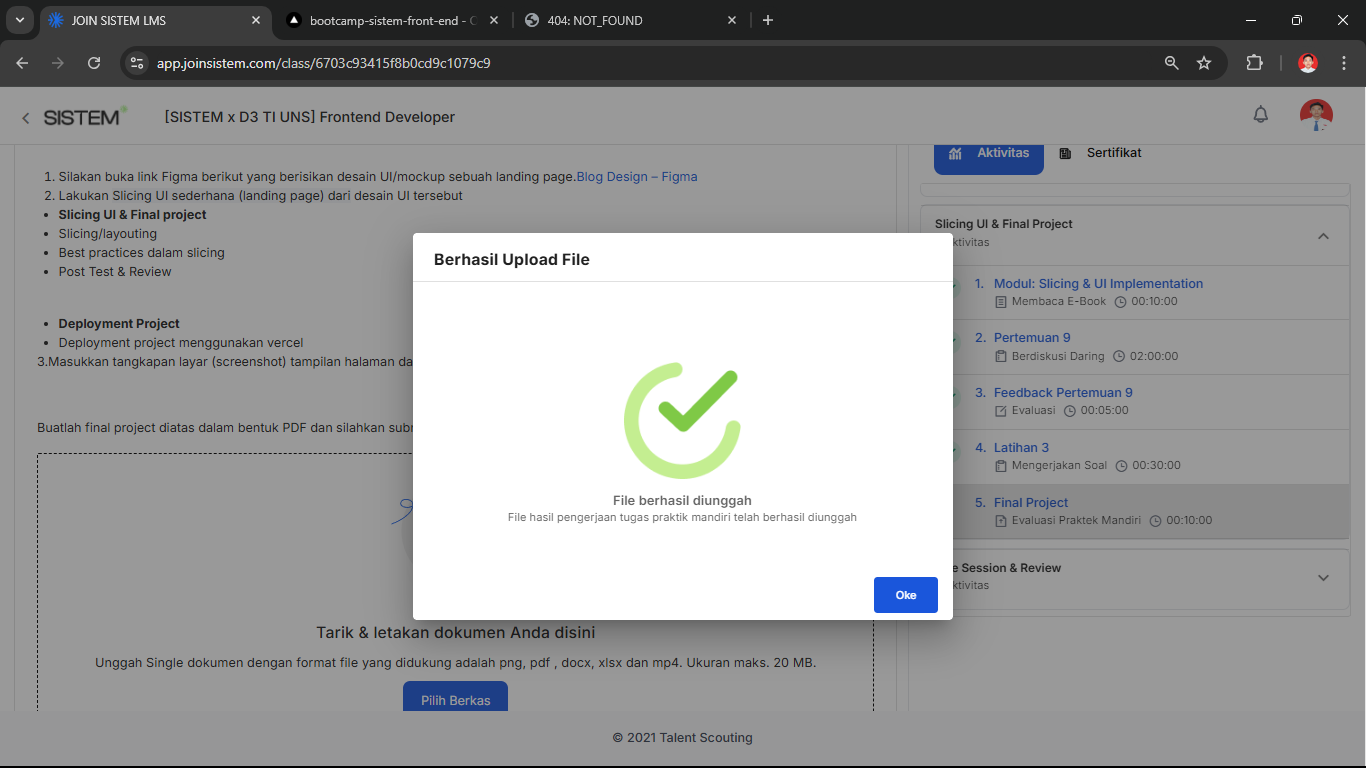 JOIN SISTEM LMS
bootcamp-sistem-front-end -
404: NOT_FOUND
app.joinsistem.com/class/6703c93415f8b0cd9c1079c9
SISTEM
[SISTEM x D3 TI UNS] Frontend Developer
1. Silakan buka link Figma berikut yang berisikan desain UI/mockup sebuah landing page.Blog Design – Figma
2. Lakukan Slicing UI sederhana (landing page) dari desain UI tersebut
• Slicing UI & Final project
• Slicing/layouting
• Best practices dalam slicing
• Post Test & Review
• Deployment Project
• Deployment project menggunakan vercel
3.Masukkan tangkapan layar (screenshot) tampilan halaman
Buatlah final project diatas dalam bentuk PDF dan silahkan
Tarik & letakan dokumen Anda disini
Unggah Single dokumen dengan format file yang didukung adalah png, pdf , docx, xlsx dan mp4. Ukuran maks. 20 MB.
Pilih Berkas
Berhasil Upload File
File berhasil diunggah
File hasil pengerjaan tugas praktik mandiri telah berhasil diunggah
Oke
Aktivitas
Sertifikat
Slicing UI & Final Project
ktivitas
1. Modul: Slicing & UI Implementation
Membaca E-Book 00:10:00
2. Pertemuan 9
Berdiskusi Daring 02:00:00
3. Feedback Pertemuan 9
Evaluasi 00:05:00
4. Latihan 3
Mengerjakan Soal 00:30:00
5. Final Project
Evaluasi Praktek Mandiri 00:10:00
e Session & Review
ktivitas
© 2021 Talent Scouting